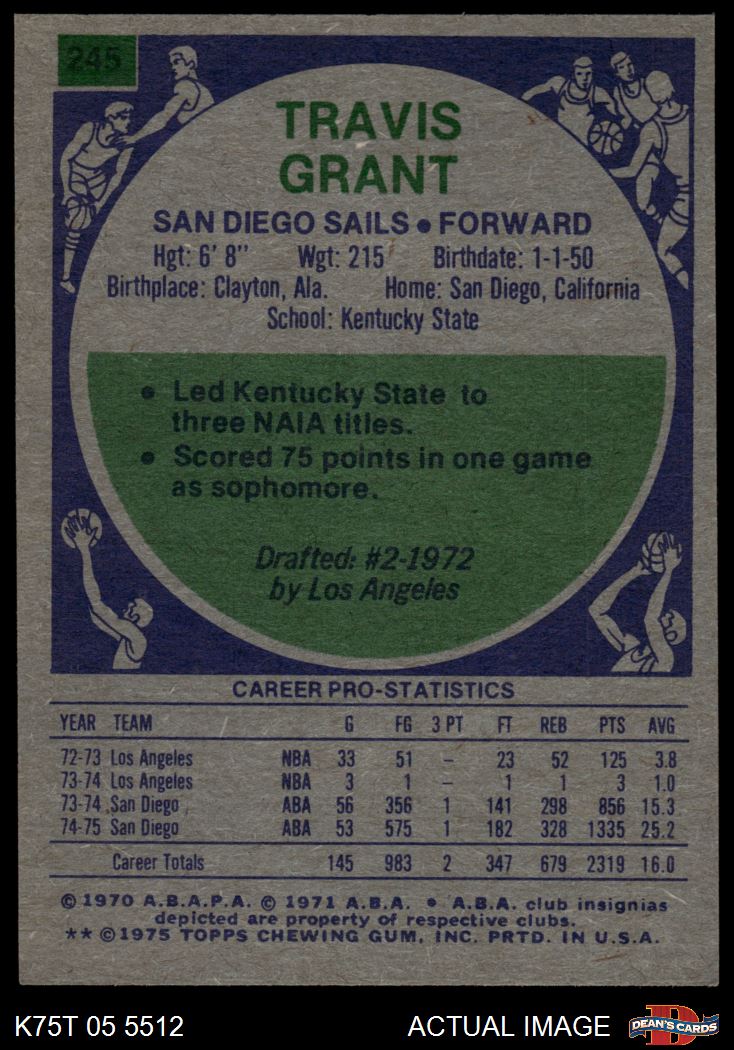 245
TRAVIS
GRANT
SAN DIEGO SAILS • FORWARD
Hgt: 6' 8" Wgt: 215 Birthdate: 1-1-50
Birthplace: Clayton, Ala. Home: San Diego, California
School: Kentucky State
• Led Kentucky State to
three NAIA titles.
• Scored 75 points in one game
as sophomore.
Drafted: #2-1972
by Los Angeles
CAREER PRO-STATISTICS
YEAR TEAM G FG 3 PT FT REB PTS AVG
72-73 Los Angeles NBA 33 51 – 23 52 125 3.8
73-74 Los Angeles NBA 3 1 – 1 1 3 1.0
73-74 San Diego ABA 56 356 1 141 298 856 15.3
74-75 San Diego ABA 53 575 1 182 328 1335 25.2
Career Totals 145 983 2 347 679 2319 16.0
© 1970 A.B.A.P.A. © 1971 A.B.A. • A.B.A. club insignias
depicted are property of respective clubs.
** © 1975 TOPPS CHEWING GUM, INC. PRTD. IN U.S.A.
K75T 05 5512 ACTUAL IMAGE D DEAN'S CARDS